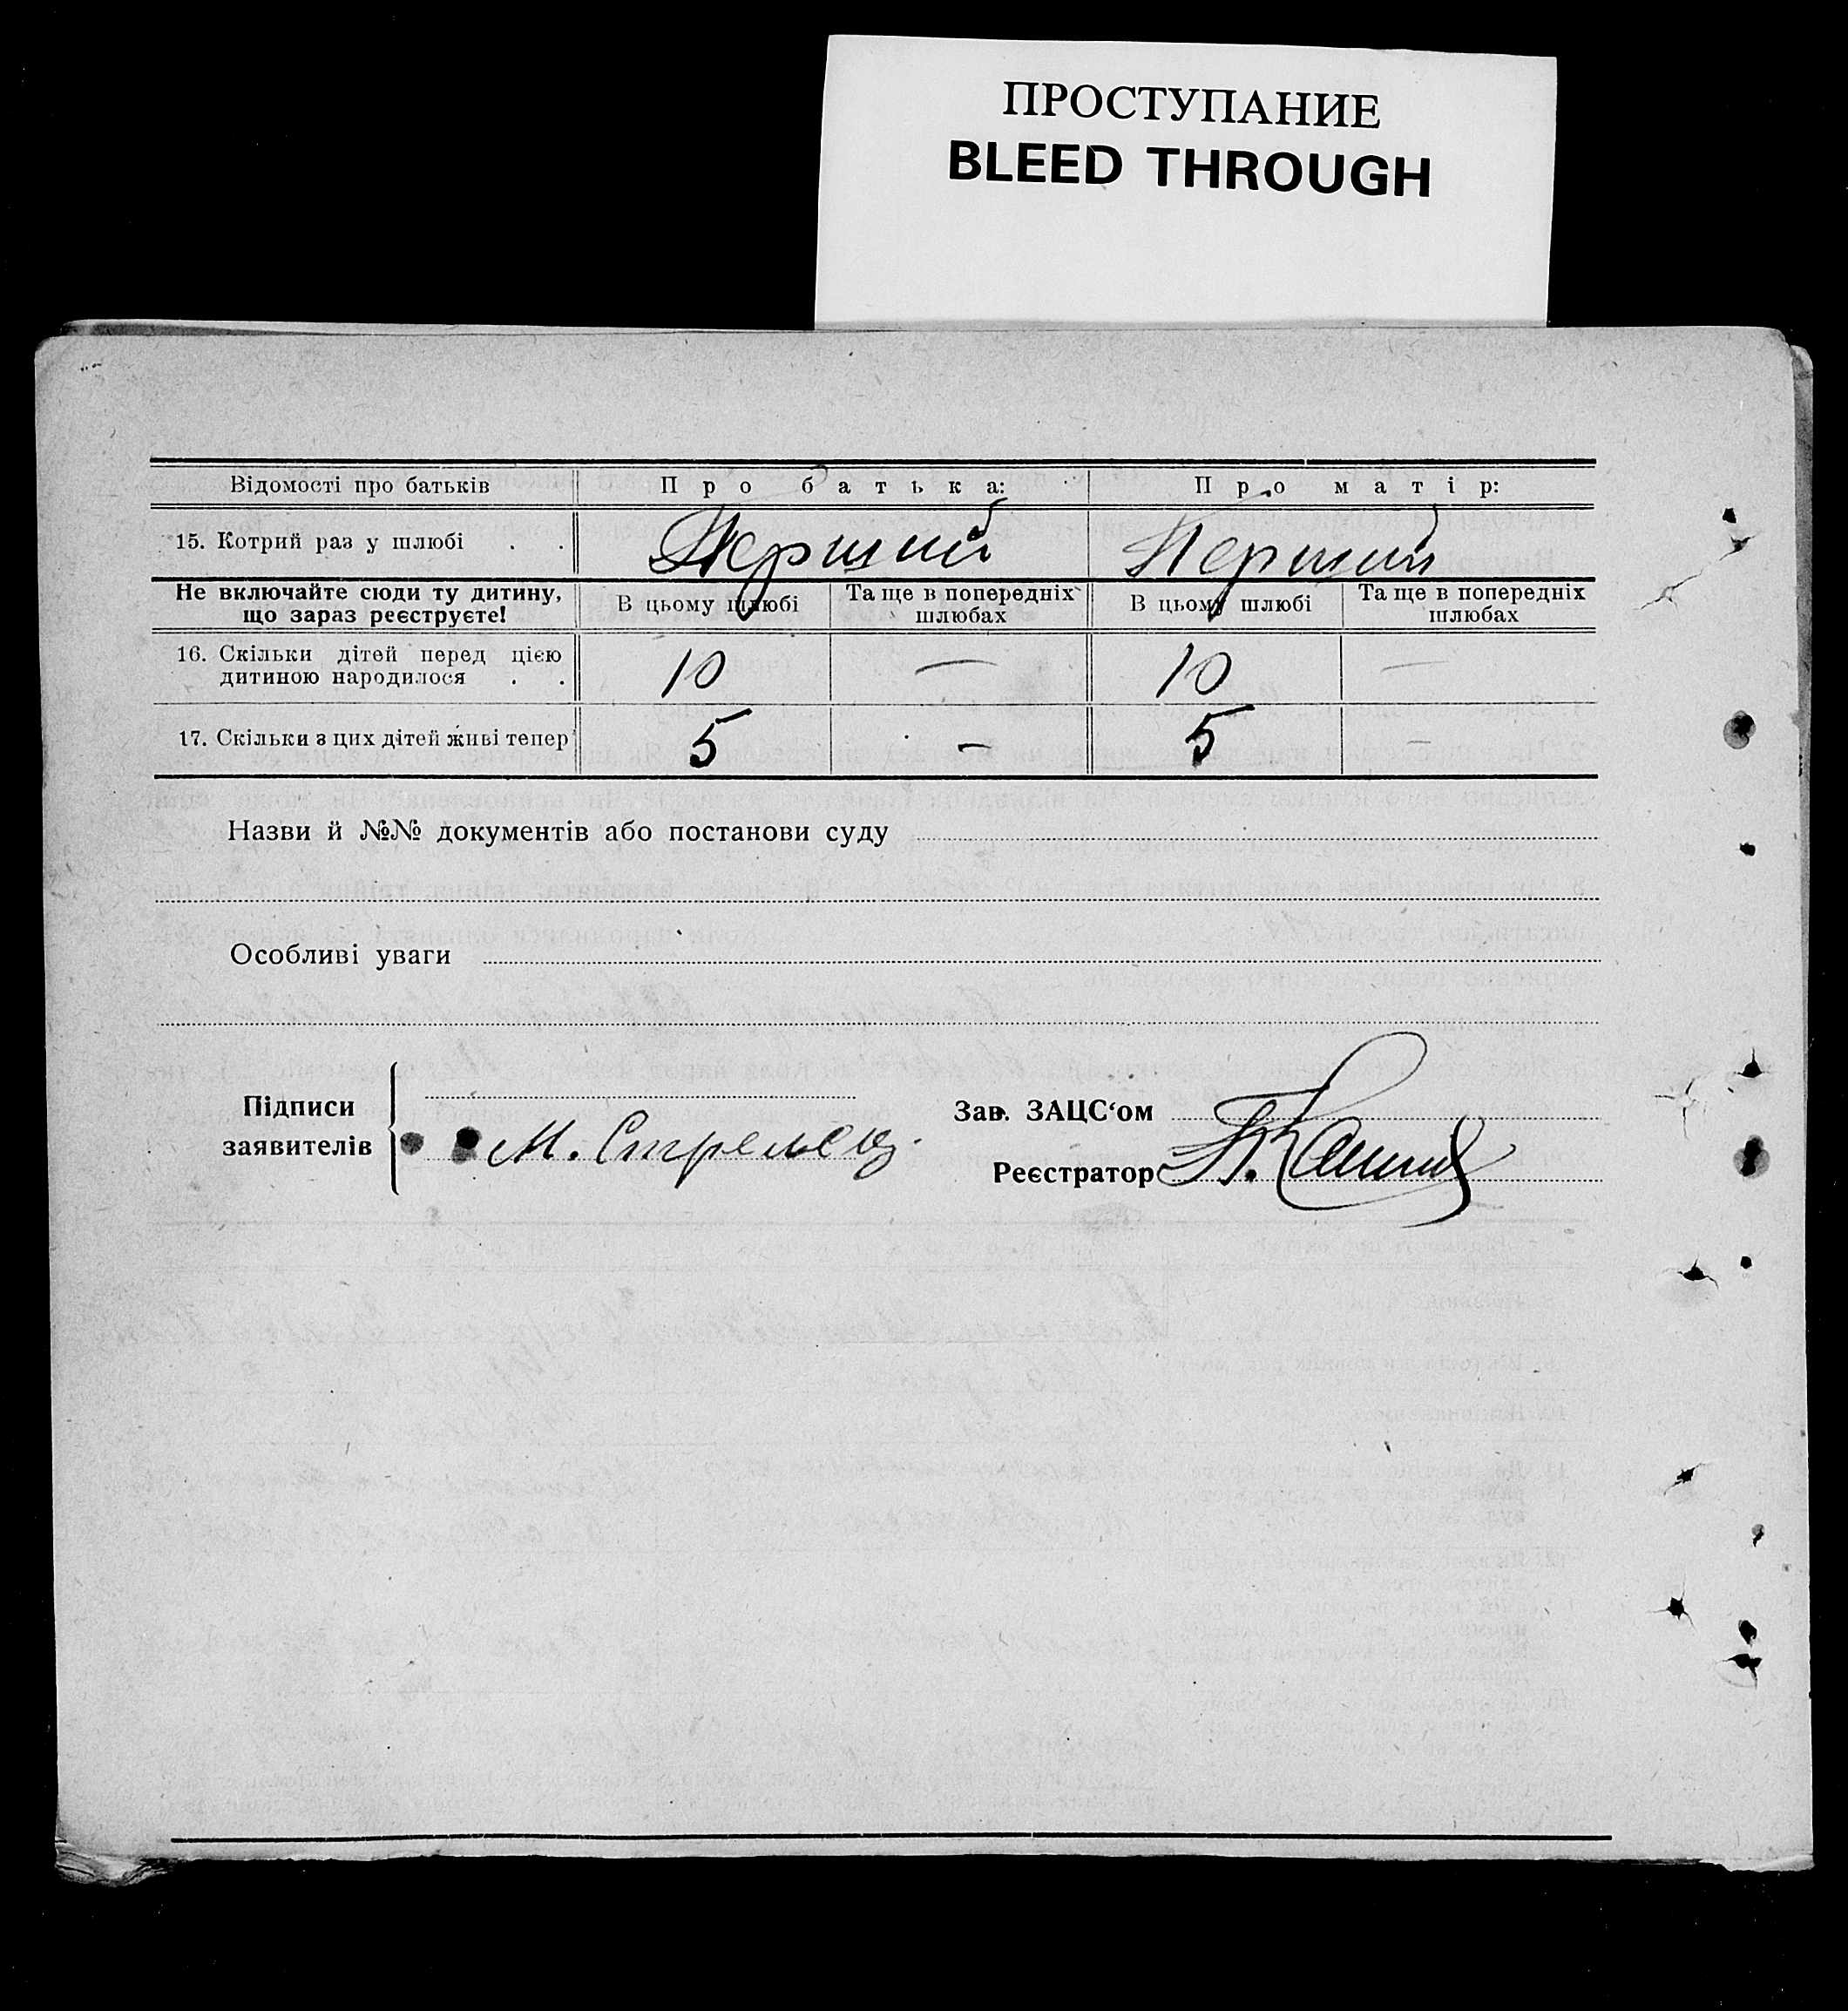 ПРОСТУПАНИЕ
BLEED THROUGH
Відомості про батьків Про батька: Про матір:
15. Котрий раз у шлюбі . . Перший Перший
Не включайте сюди ту дитину, що зараз реєструєте! В цьому шлюбі Та ще в попередніх шлюбах В цьому шлюбі Та ще в попередніх шлюбах
16. Скільки дітей перед цією
дитиною народилося . . 10 — 10 —
17. Скільки з цих дітей живі тепер 5 - 5 -
Назви й №№ документів або постанови суду
Особливі уваги
Підписи
заявителів
М. Стрелец.
Зав. ЗАЦС‘ом
Реєстратор